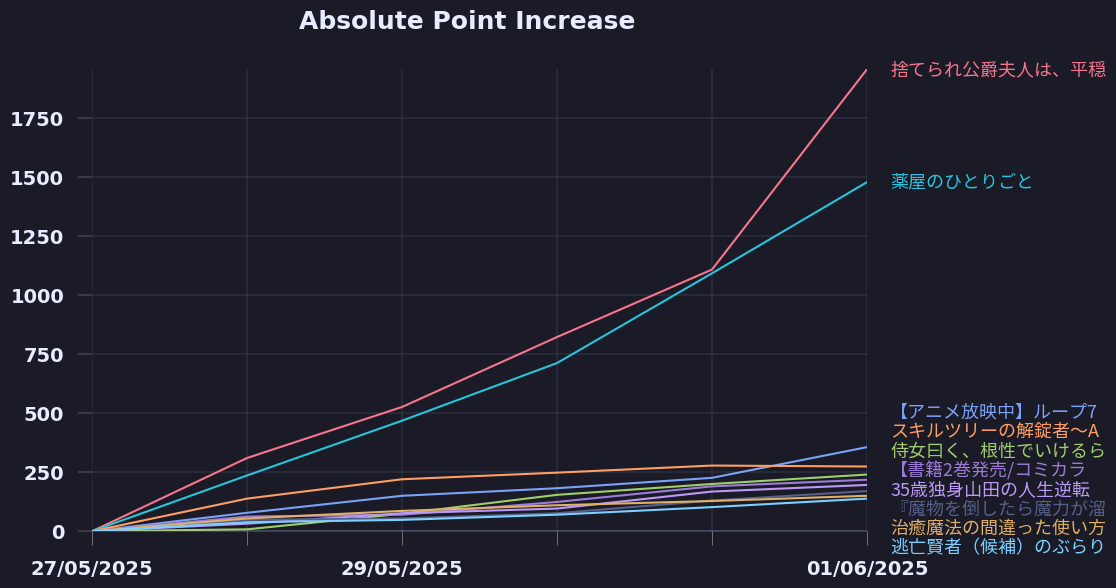 Absolute Point Increase
捨てられ公爵夫人は、平穏
1750
1500
薬屋のひとりごと
1250
1000
750
500
【アニメ放映中】ループ7
スキルツリーの解錠者～A
侍女曰く、根性でいけるら
250
【書籍2巻発売/コミカラ
35歳独身山田の人生逆転
『魔物を倒したら魔力が溜
治癒魔法の間違った使い方
0
逃亡賢者（候補）のぶらり
27/05/2025
29/05/2025
01/06/2025